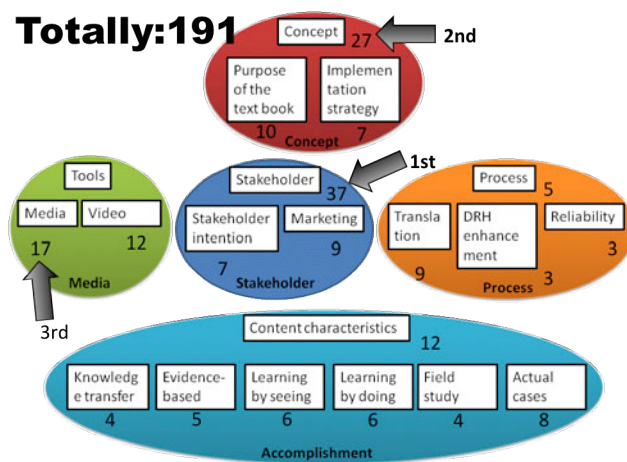 Totally:191
Concept
27
2nd
Purpose
of the
text book
Implemen
tation
strategy
10
7
Concept
1st
Tools
Media
Video
17
12
Media
3rd
Stakeholder
37
Stakeholder
intention
Marketing
7
9
Stakeholder
Process
5
Transla
tion
DRH
enhance
ment
Reliability
9
3
3
Process
Content characteristics
12
Knowledg
e transfer
Evidence-
based
Learning
by seeing
Learning
by doing
Field
study
Actual
cases
4
5
6
6
4
8
Accomplishment